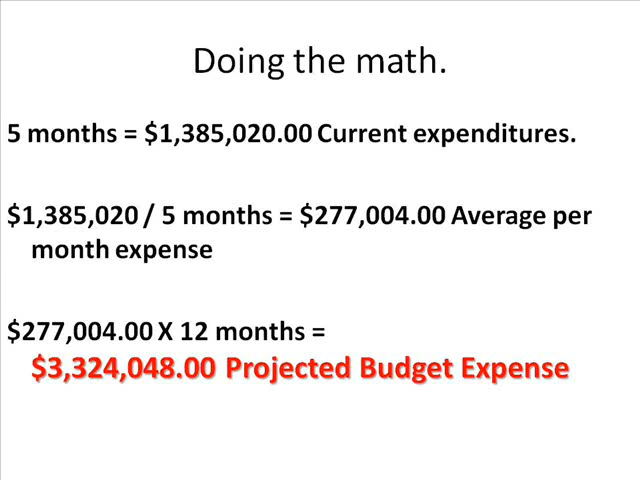 Doing the math.
5 months = $1,385,020.00 Current expenditures.
$1,385,020 / 5 months = $277,004.00 Average per
month expense
$277,004.00 X 12 months =
$3,324,048.00 Projected Budget Expense